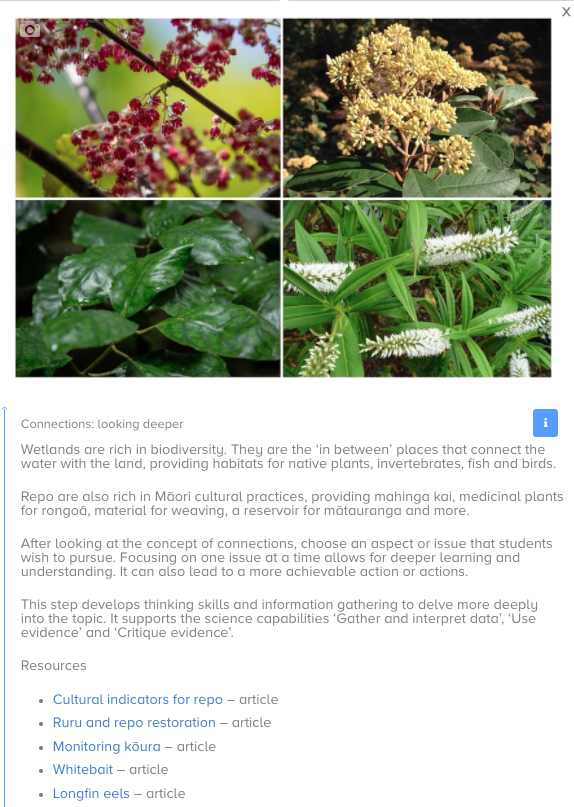 X
Connections: looking deeper
i
Wetlands are rich in biodiversity. They are the ‘in between’ places that connect the
water with the land, providing habitats for native plants, invertebrates, fish and birds.
Repo are also rich in Māori cultural practices, providing mahinga kai, medicinal plants
for rongoā, material for weaving, a reservoir for mātauranga and more.
After looking at the concept of connections, choose an aspect or issue that students
wish to pursue. Focusing on one issue at a time allows for deeper learning and
understanding. It can also lead to a more achievable action or actions.
This step develops thinking skills and information gathering to delve more deeply
into the topic. It supports the science capabilities ‘Gather and interpret data’, ‘Use
evidence’ and ‘Critique evidence’.
Resources
• Cultural indicators for repo – article
• Ruru and repo restoration – article
• Monitoring kōura – article
• Whitebait – article
• Longfin eels – article